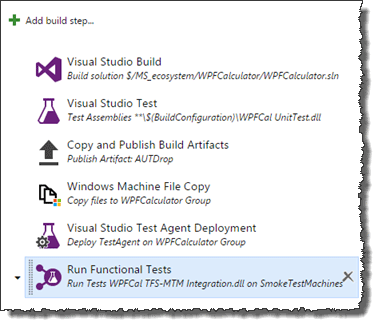 Add build step...
Visual Studio Build
Build solution $/MS_ecosystem/WPFCalculator/WPFCalculator.sln
Visual Studio Test
Test Assemblies **\$(BuildConfiguration)\WPFCal UnitTest.dll
Copy and Publish Build Artifacts
Publish Artifact: AUTDrop
Windows Machine File Copy
Copy files to WPFCalculator Group
Visual Studio Test Agent Deployment
Deploy TestAgent on WPFCalculator Group
Run Functional Tests
Run Tests WPFCal TFS-MTM Integration.dll on SmokeTestMachines